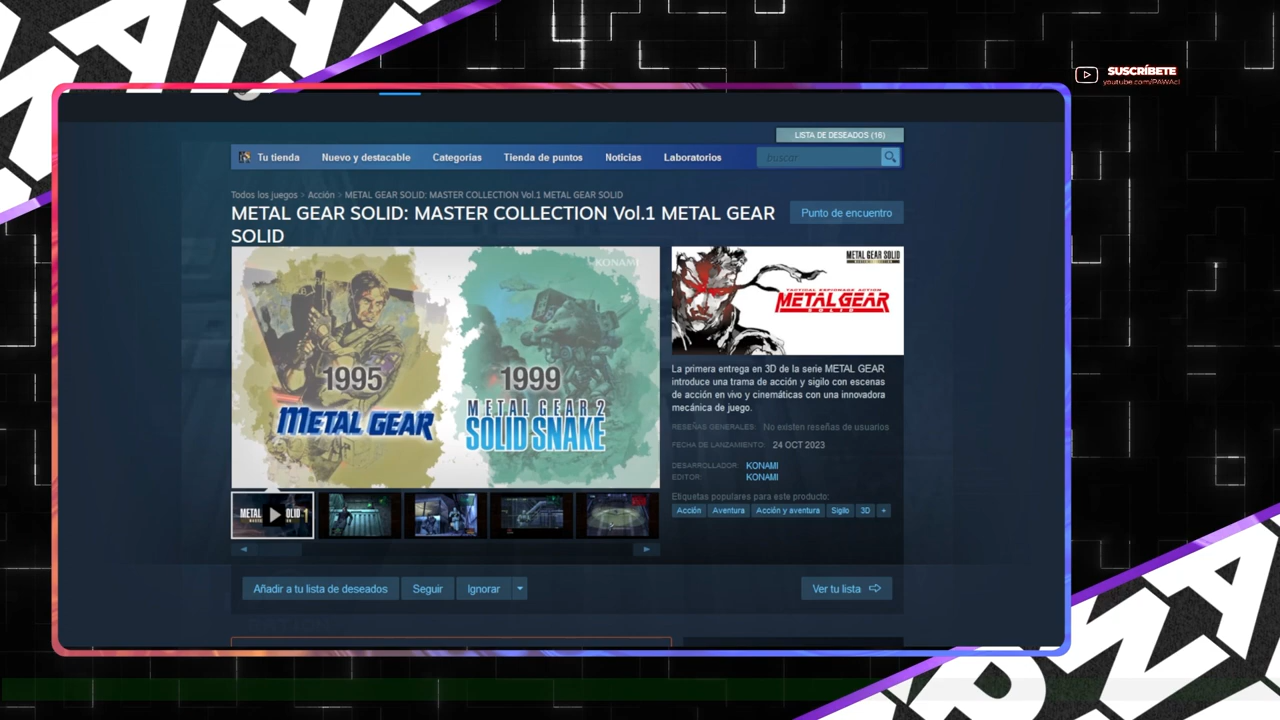 SUSCRÍBETE
youtube.com/PAWAcl
LISTA DE DESEADOS (16)
Tu tienda Nuevo y destacable Categorías Tienda de puntos Noticias Laboratorios buscar
Todos los juegos > Acción > METAL GEAR SOLID: MASTER COLLECTION Vol.1 METAL GEAR SOLID
METAL GEAR SOLID: MASTER COLLECTION Vol.1 METAL GEAR
SOLID
Punto de encuentro
KONAMI
1995
METAL GEAR
1999
METAL GEAR 2
SOLID SNAKE
METAL GEAR SOLID
TACTICAL ESPIONAGE ACTION
METAL GEAR
SOLID
La primera entrega en 3D de la serie METAL GEAR
introduce una trama de acción y sigilo con escenas
de acción en vivo y cinemáticas con una innovadora
mecánica de juego.
RESEÑAS GENERALES: No existen reseñas de usuarios
FECHA DE LANZAMIENTO: 24 OCT 2023
DESARROLLADOR: KONAMI
EDITOR: KONAMI
Etiquetas populares para este producto:
Acción Aventura Acción y aventura Sigilo 3D +
Añadir a tu lista de deseados Seguir Ignorar Ver tu lista